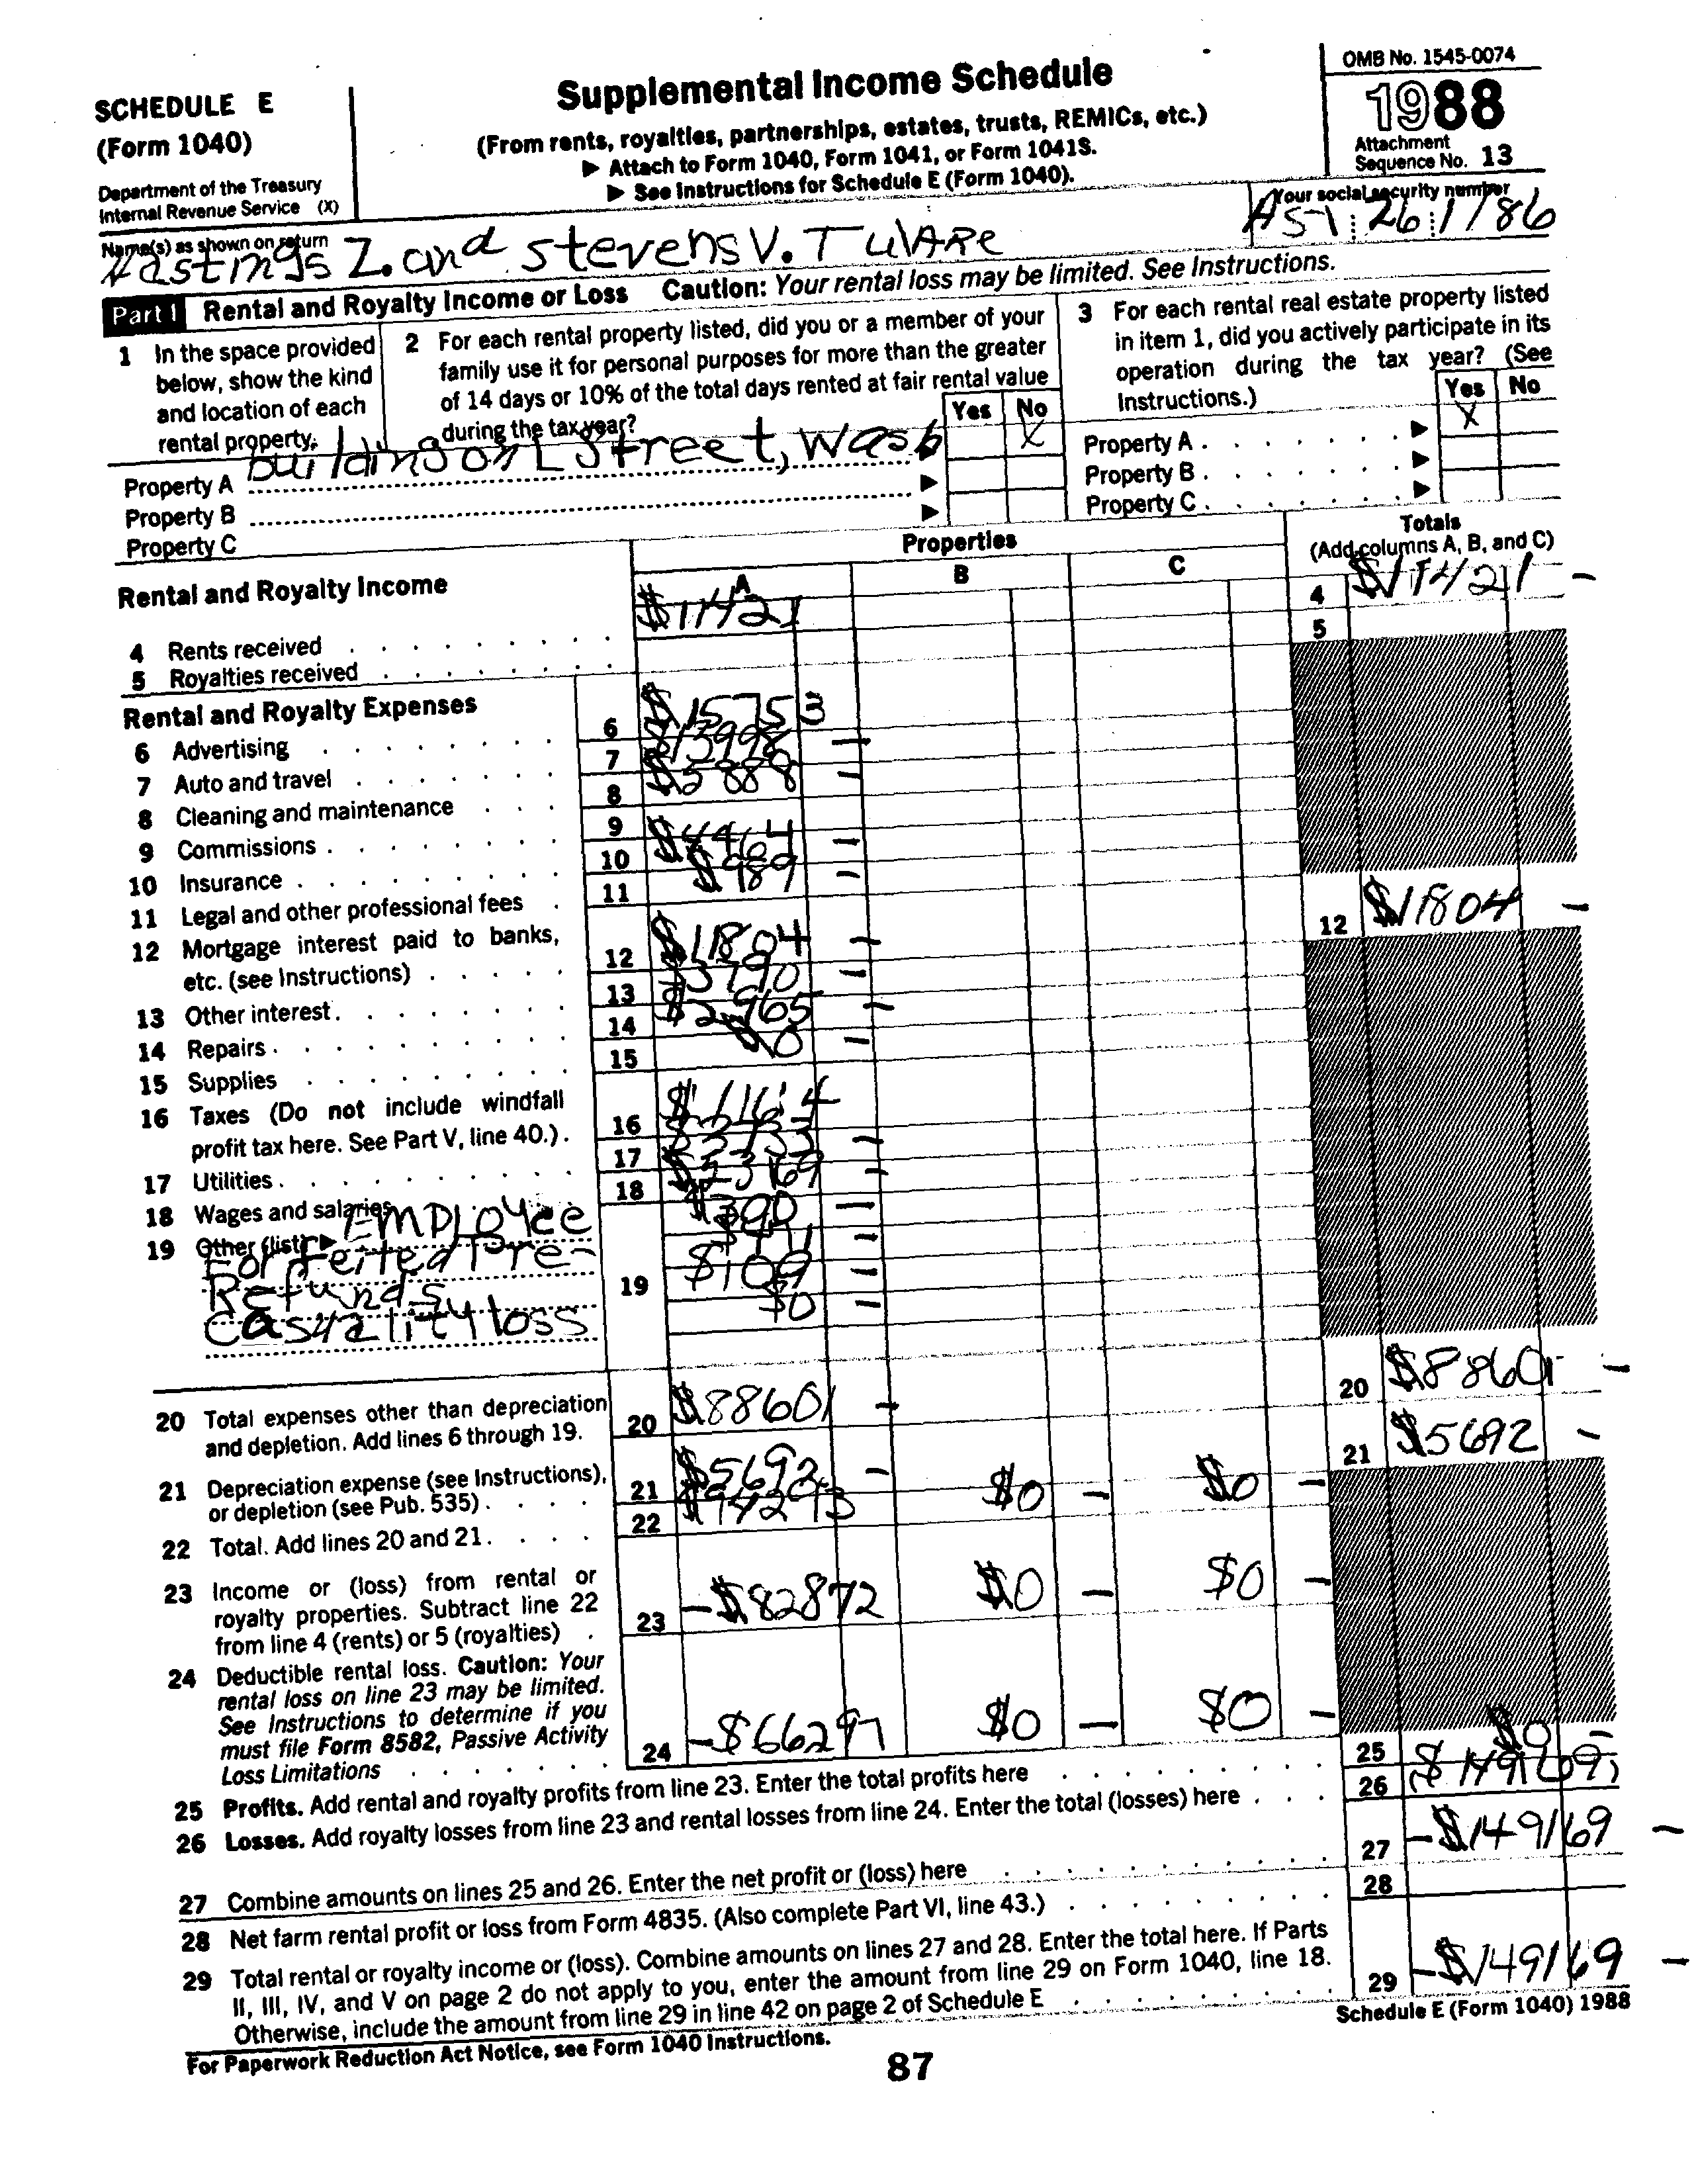 SCHEDULE E
(Form 1040)
Department of the Treasury
Internal Revenue Service (X)
Supplemental Income Schedule
(From rents, royalties, partnerships, estates, trusts, REMICs, etc.)
▶ Attach to Form 1040, Form 1041, or Form 1041S.
▶ See Instructions for Schedule E (Form 1040).
OMB No. 1545-0074
1988
Attachment
Sequence No. 13
Name(s) as shown on return
Hastings Z. and Stevens V. Tulare
Your social security number
Part I Rental and Royalty Income or Loss Caution: Your rental loss may be limited. See Instructions.
1 In the space provided
below, show the kind
and location of each
rental property:
2 For each rental property listed, did you or a member of your
family use it for personal purposes for more than the greater
of 14 days or 10% of the total days rented at fair rental value
during the tax year?
Yes No
X
3 For each rental real estate property listed
in item 1, did you actively participate in its
operation during the tax year? (See
Instructions.)
Yes No
X
Property A building on L Street, Wash
Property B
Property C
Property A
Property B
Property C
Properties
Totals
(Add columns A, B, and C)
A B C
Rental and Royalty Income
4 Rents received $11421 4 $11421 -
5 Royalties received 5
Rental and Royalty Expenses
6 Advertising 6 $15753
7 Auto and travel 7 $13998 -
8 Cleaning and maintenance 8 -
9 Commissions 9
10 Insurance 10 $4464 -
11 Legal and other professional fees 11 $989 -
12 Mortgage interest paid to banks,
etc. (see Instructions) 12 $11804 - 12 $11804 -
13 Other interest 13 -
14 Repairs 14 $2965 -
15 Supplies 15 -
16 Taxes (Do not include windfall
profit tax here. See Part V, line 40.) 16
17 Utilities 17 -
18 Wages and salaries 18 -
19 Other (list) ▶ Employee
Forfeited Pre-
Refunds
Casualityloss
19 $109 -
$0 -
20 Total expenses other than depreciation
and depletion. Add lines 6 through 19. 20 $88601 - 20 $88601 -
21 Depreciation expense (see Instructions),
or depletion (see Pub. 535) 21 $5692 - 21 $5692 -
22 Total. Add lines 20 and 21 22 $94293 $0 - $0 -
23 Income or (loss) from rental or
royalty properties. Subtract line 22
from line 4 (rents) or 5 (royalties) 23 -$82872 $0 - $0 -
24 Deductible rental loss. Caution: Your
rental loss on line 23 may be limited.
See Instructions to determine if you
must file Form 8582, Passive Activity
Loss Limitations 24 -$66297 $0 - $0 -
25 Profits. Add rental and royalty profits from line 23. Enter the total profits here 25 $0 -
26 Losses. Add royalty losses from line 23 and rental losses from line 24. Enter the total (losses) here 26 ($149169)
27 Combine amounts on lines 25 and 26. Enter the net profit or (loss) here 27 -$149169 -
28 Net farm rental profit or loss from Form 4835. (Also complete Part VI, line 43.) 28
29 Total rental or royalty income or (loss). Combine amounts on lines 27 and 28. Enter the total here. If Parts
II, III, IV, and V on page 2 do not apply to you, enter the amount from line 29 on Form 1040, line 18.
Otherwise, include the amount from line 29 in line 42 on page 2 of Schedule E 29 -$149169 -
For Paperwork Reduction Act Notice, see Form 1040 Instructions.
Schedule E (Form 1040) 1988
87